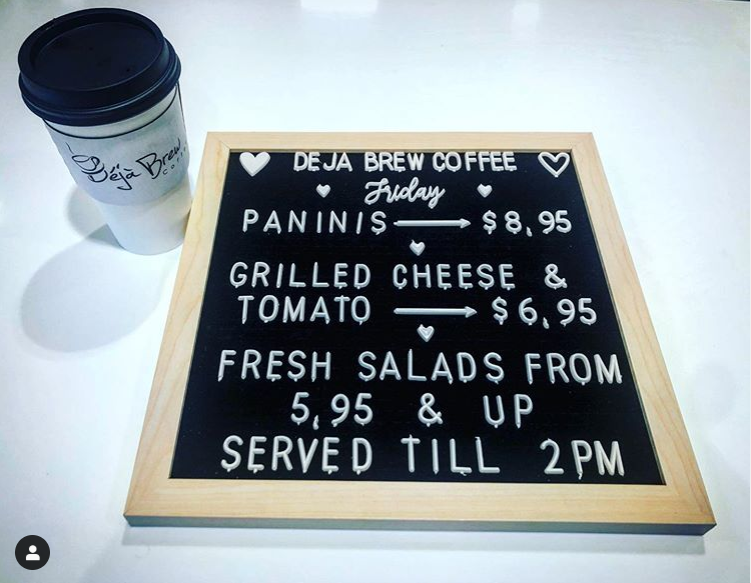 Déjà Brew
COFFEE
DEJA BREW COFFEE
Friday
PANINIS → $8,95
GRILLED CHEESE &
TOMATO → $6,95
FRESH SALADS FROM
5,95 & UP
SERVED TILL 2PM